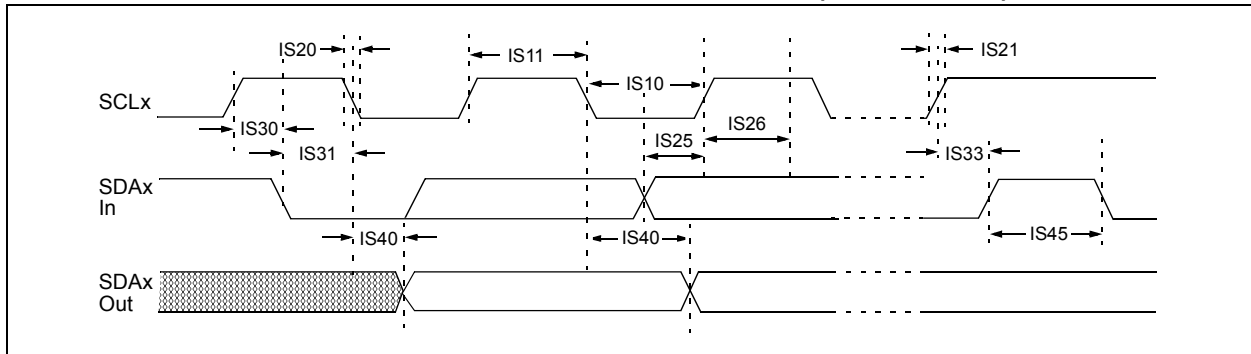 IS20
IS11
IS21
IS10
SCLx
IS30
IS26
IS25
IS31
IS33
SDAx
In
IS40
IS40
IS45
SDAx
Out